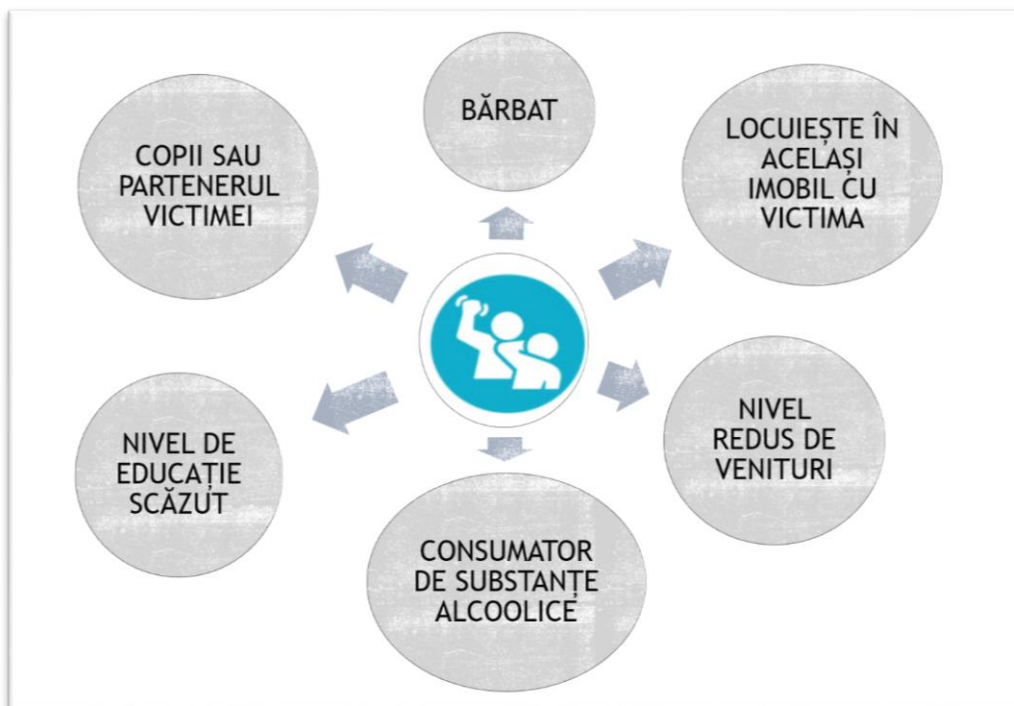 BĂRBAT
LOCUIEȘTE ÎN
ACELAȘI
IMOBIL CU
VICTIMA
NIVEL
REDUS DE
VENITURI
CONSUMATOR
DE SUBSTANȚE
ALCOOLICE
NIVEL DE
EDUCAȚIE
SCĂZUT
COPII SAU
PARTENERUL
VICTIMEI